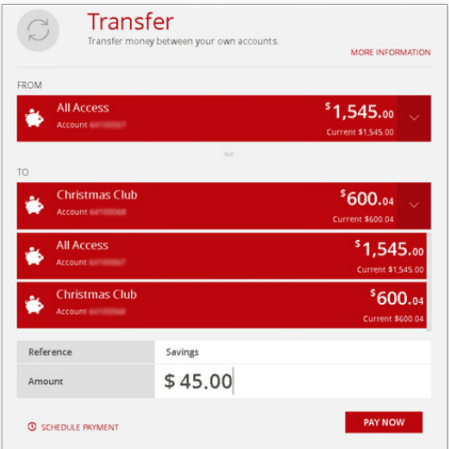 Transfer
Transfer money between your own accounts.
MORE INFORMATION
FROM
All Access
$1,545.00
Account
Current $1,545.00
TO
Christmas Club
$600.04
Account
Current $600.04
All Access
$1,545.00
Account
Current $1,545.00
Christmas Club
$600.04
Account
Current $600.04
Reference Savings
Amount $45.00
SCHEDULE PAYMENT
PAY NOW